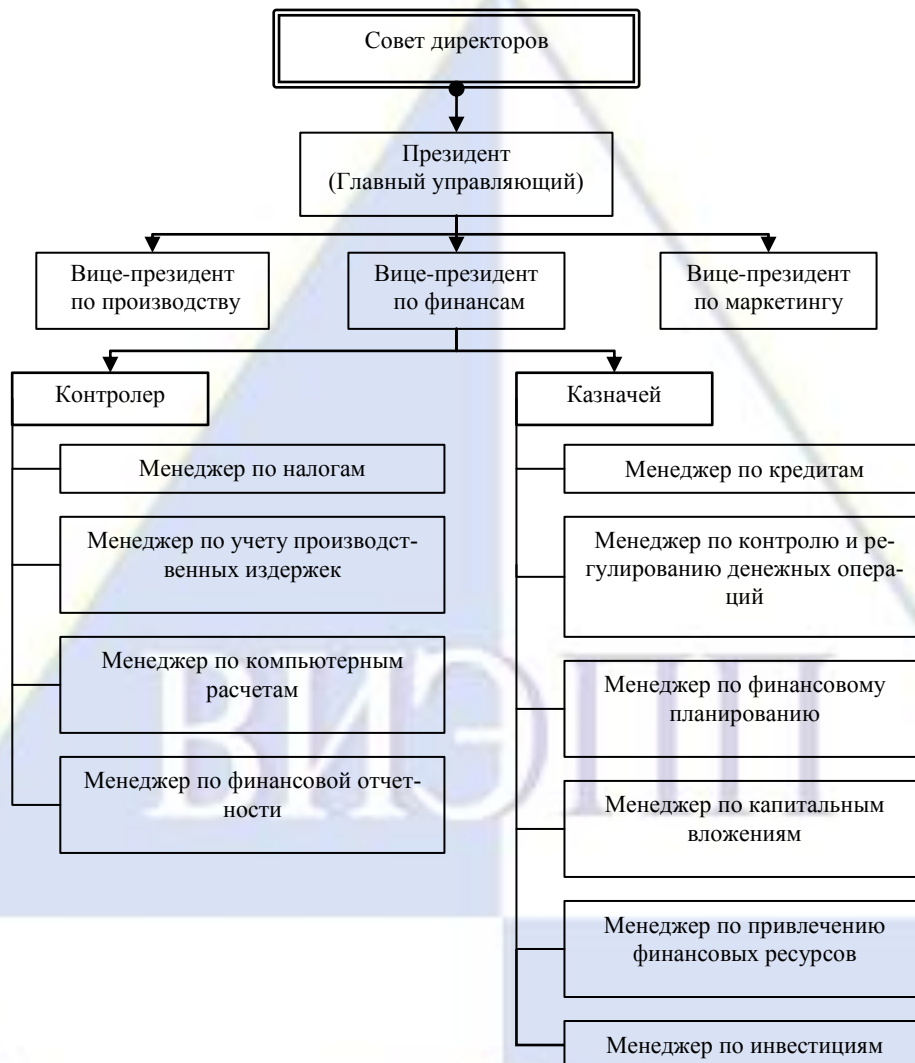 Совет директоров
Президент
(Главный управляющий)
Вице-президент
по производству
Вице-президент
по финансам
Вице-президент
по маркетингу
Контролер
Менеджер по налогам
Менеджер по учету производст-
венных издержек
Менеджер по компьютерным
расчетам
Менеджер по финансовой отчет-
ности
Казначей
Менеджер по кредитам
Менеджер по контролю и ре-
гулированию денежных опера-
ций
Менеджер по финансовому
планированию
Менеджер по капитальным
вложениям
Менеджер по привлечению
финансовых ресурсов
Менеджер по инвестициям
ВИЭПП